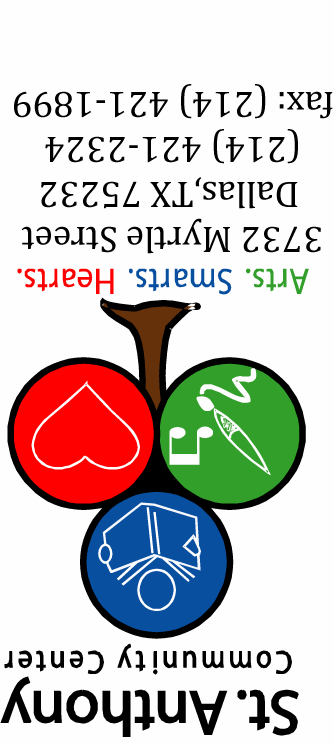 St.Anthony
Community Center
Arts. Smarts. Hearts.
3732 Myrtle Street
Dallas,TX 75232
(214) 421-2324
fax: (214) 421-1899